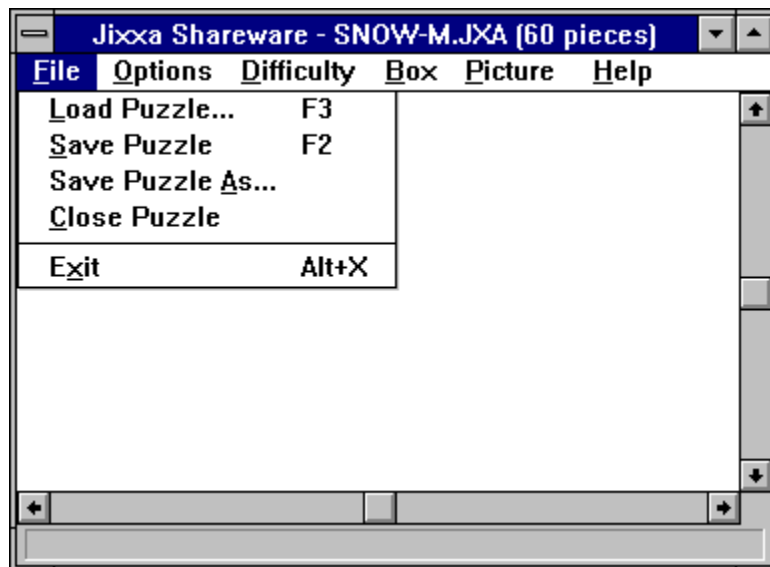 Jixxa Shareware - SNOW-M.JXA (60 pieces)
File Options Difficulty Box Picture Help
Load Puzzle... F3
Save Puzzle F2
Save Puzzle As...
Close Puzzle
Exit Alt+X